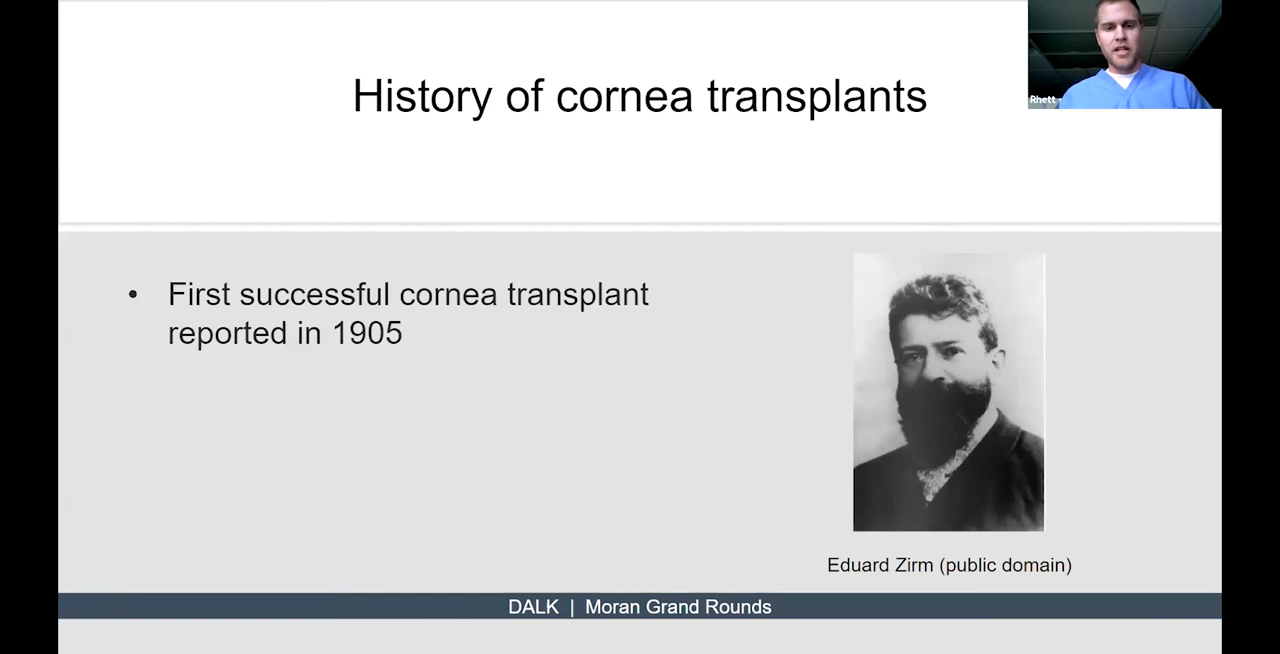 History of cornea transplants
Rhett
• First successful cornea transplant
reported in 1905
Eduard Zirm (public domain)
DALK | Moran Grand Rounds